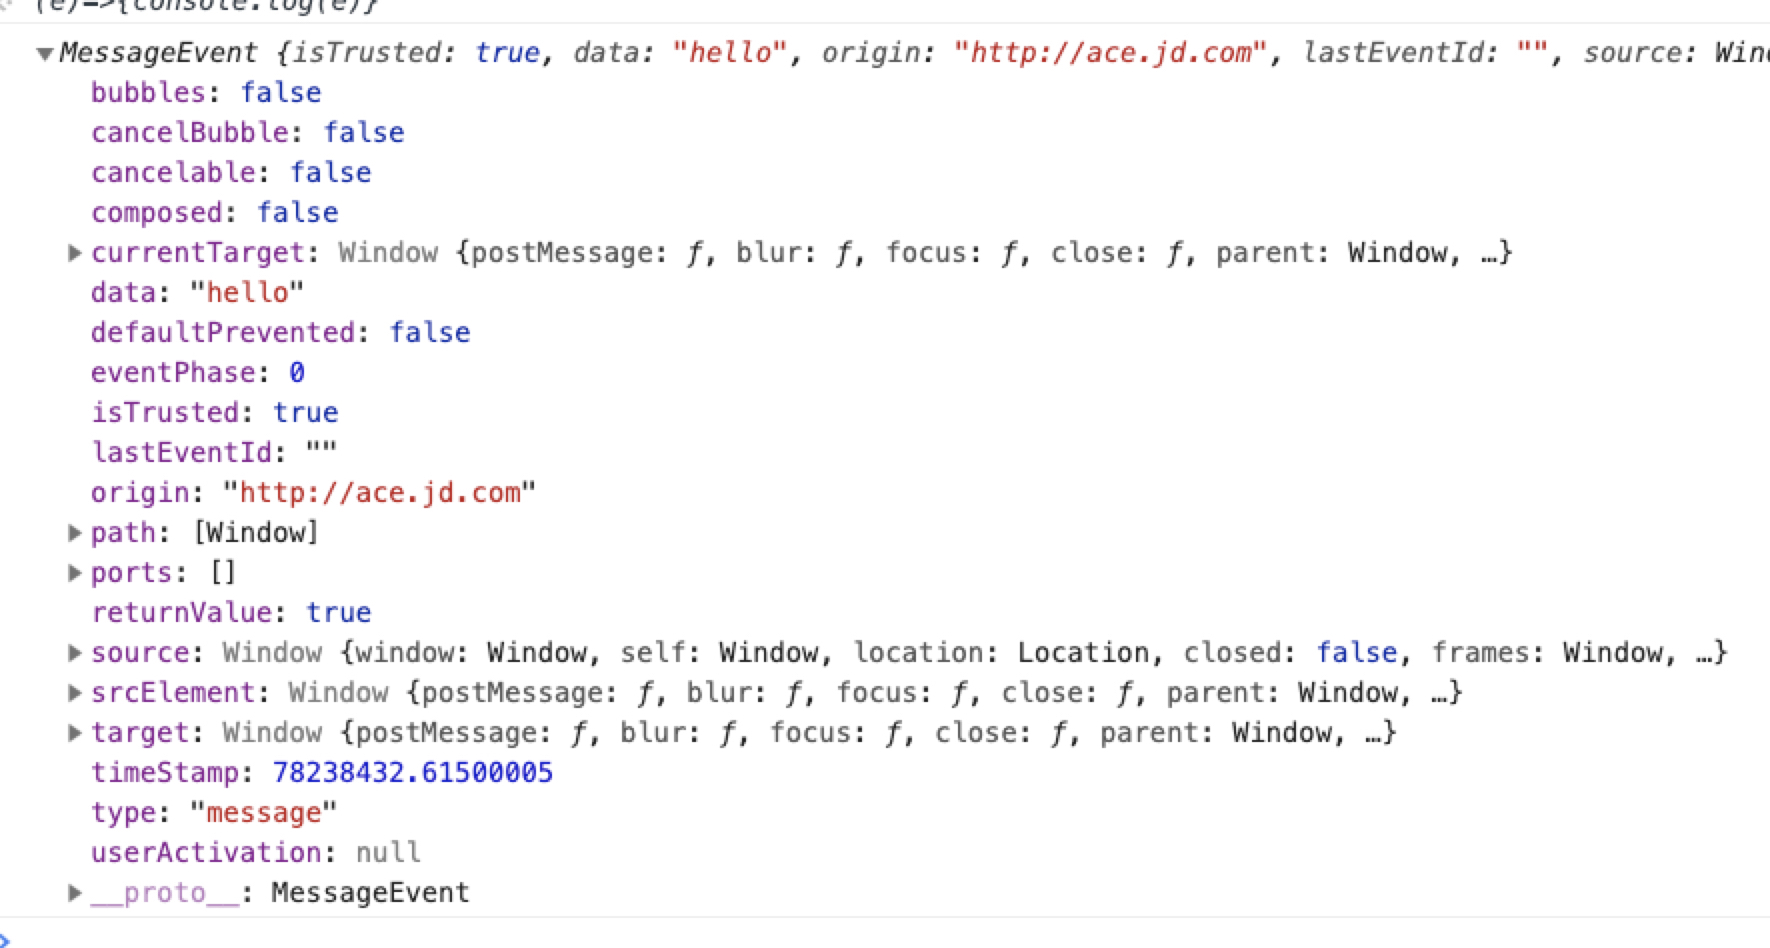 (e)=>{console.log(e)}
▼MessageEvent {isTrusted: true, data: "hello", origin: "http://ace.jd.com", lastEventId: "", source: Wind
bubbles: false
cancelBubble: false
cancelable: false
composed: false
▶ currentTarget: Window {postMessage: ƒ, blur: ƒ, focus: ƒ, close: ƒ, parent: Window, …}
data: "hello"
defaultPrevented: false
eventPhase: 0
isTrusted: true
lastEventId: ""
origin: "http://ace.jd.com"
▶ path: [Window]
▶ ports: []
returnValue: true
▶ source: Window {window: Window, self: Window, location: Location, closed: false, frames: Window, …}
▶ srcElement: Window {postMessage: ƒ, blur: ƒ, focus: ƒ, close: ƒ, parent: Window, …}
▶ target: Window {postMessage: ƒ, blur: ƒ, focus: ƒ, close: ƒ, parent: Window, …}
timeStamp: 78238432.61500005
type: "message"
userActivation: null
▶ __proto__: MessageEvent